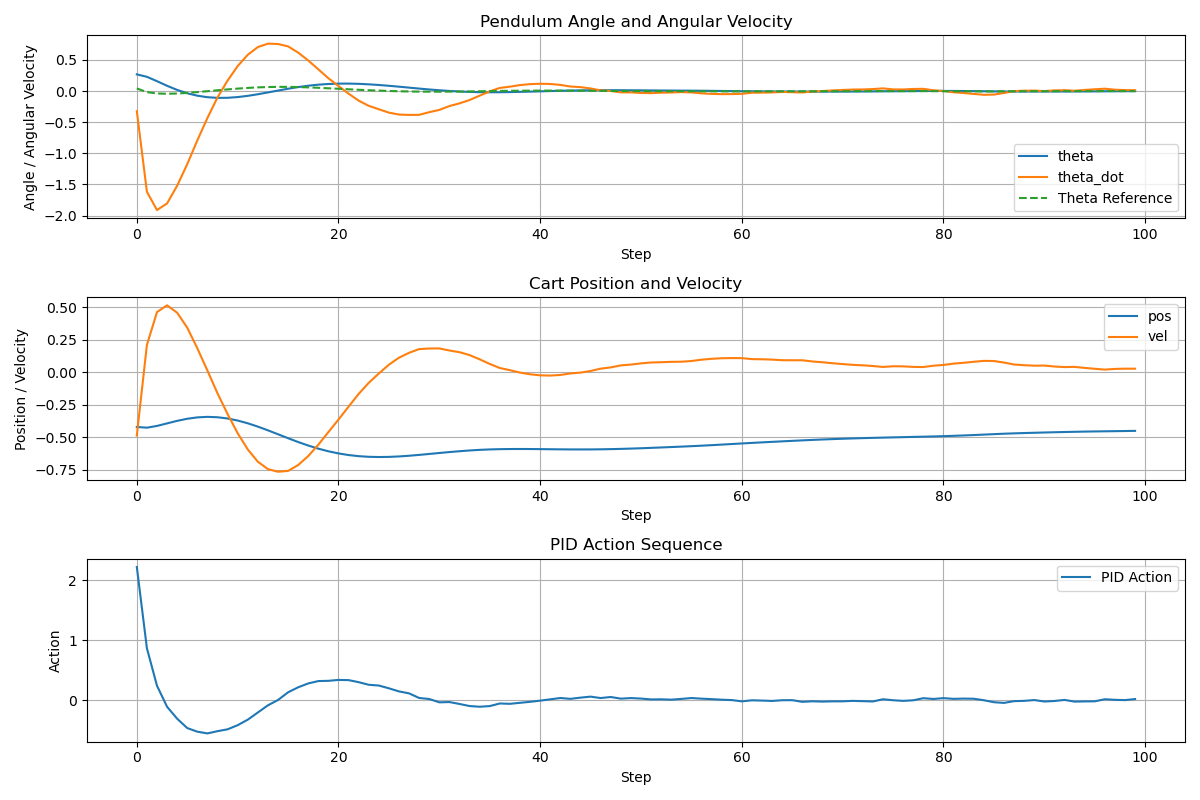 Pendulum Angle and Angular Velocity
Angle / Angular Velocity
0.5
0.0
−0.5
−1.0
−1.5
−2.0
theta
theta_dot
Theta Reference
0 20 40 60 80 100
Step
Cart Position and Velocity
Position / Velocity
0.50
0.25
0.00
−0.25
−0.50
−0.75
pos
vel
0 20 40 60 80 100
Step
PID Action Sequence
Action
2
1
0
PID Action
0 20 40 60 80 100
Step